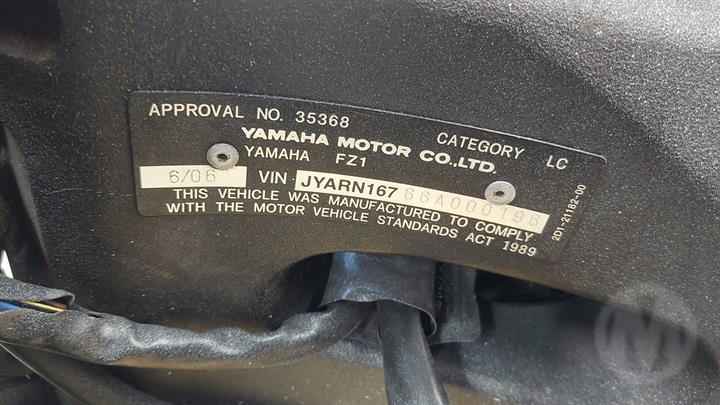 APPROVAL NO. 35368 CATEGORY LC
YAMAHA MOTOR CO.,LTD.
YAMAHA FZ1
6/06 VIN JYARN16766A000196
THIS VEHICLE WAS MANUFACTURED TO COMPLY
WITH THE MOTOR VEHICLE STANDARDS ACT 1989
2D1-21182-00
M